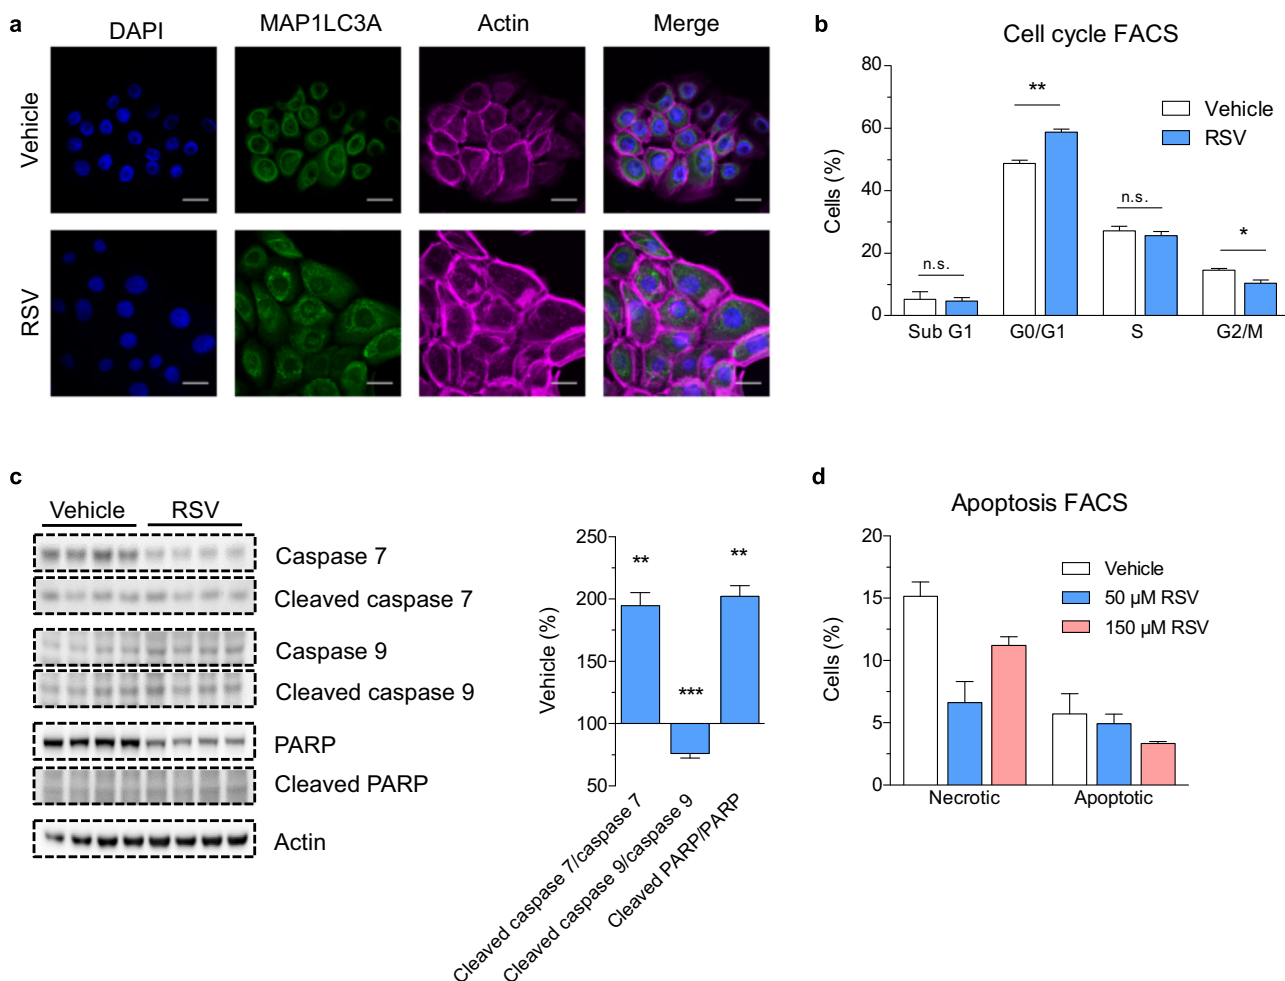 a
DAPI
MAP1LC3A
Actin
Merge
Vehicle
RSV
b
Cell cycle FACS
Cells (%)
80
60
40
20
0
n.s.
**
n.s.
*
Vehicle
RSV
Sub G1
G0/G1
S
G2/M
c
Vehicle
RSV
Caspase 7
Cleaved caspase 7
Caspase 9
Cleaved caspase 9
PARP
Cleaved PARP
Actin
Vehicle (%)
250
200
150
100
50
**
***
**
Cleaved caspase 7/caspase 7
Cleaved caspase 9/caspase 9
Cleaved PARP/PARP
d
Apoptosis FACS
Cells (%)
20
15
10
5
0
Vehicle
50 µM RSV
150 µM RSV
Necrotic
Apoptotic